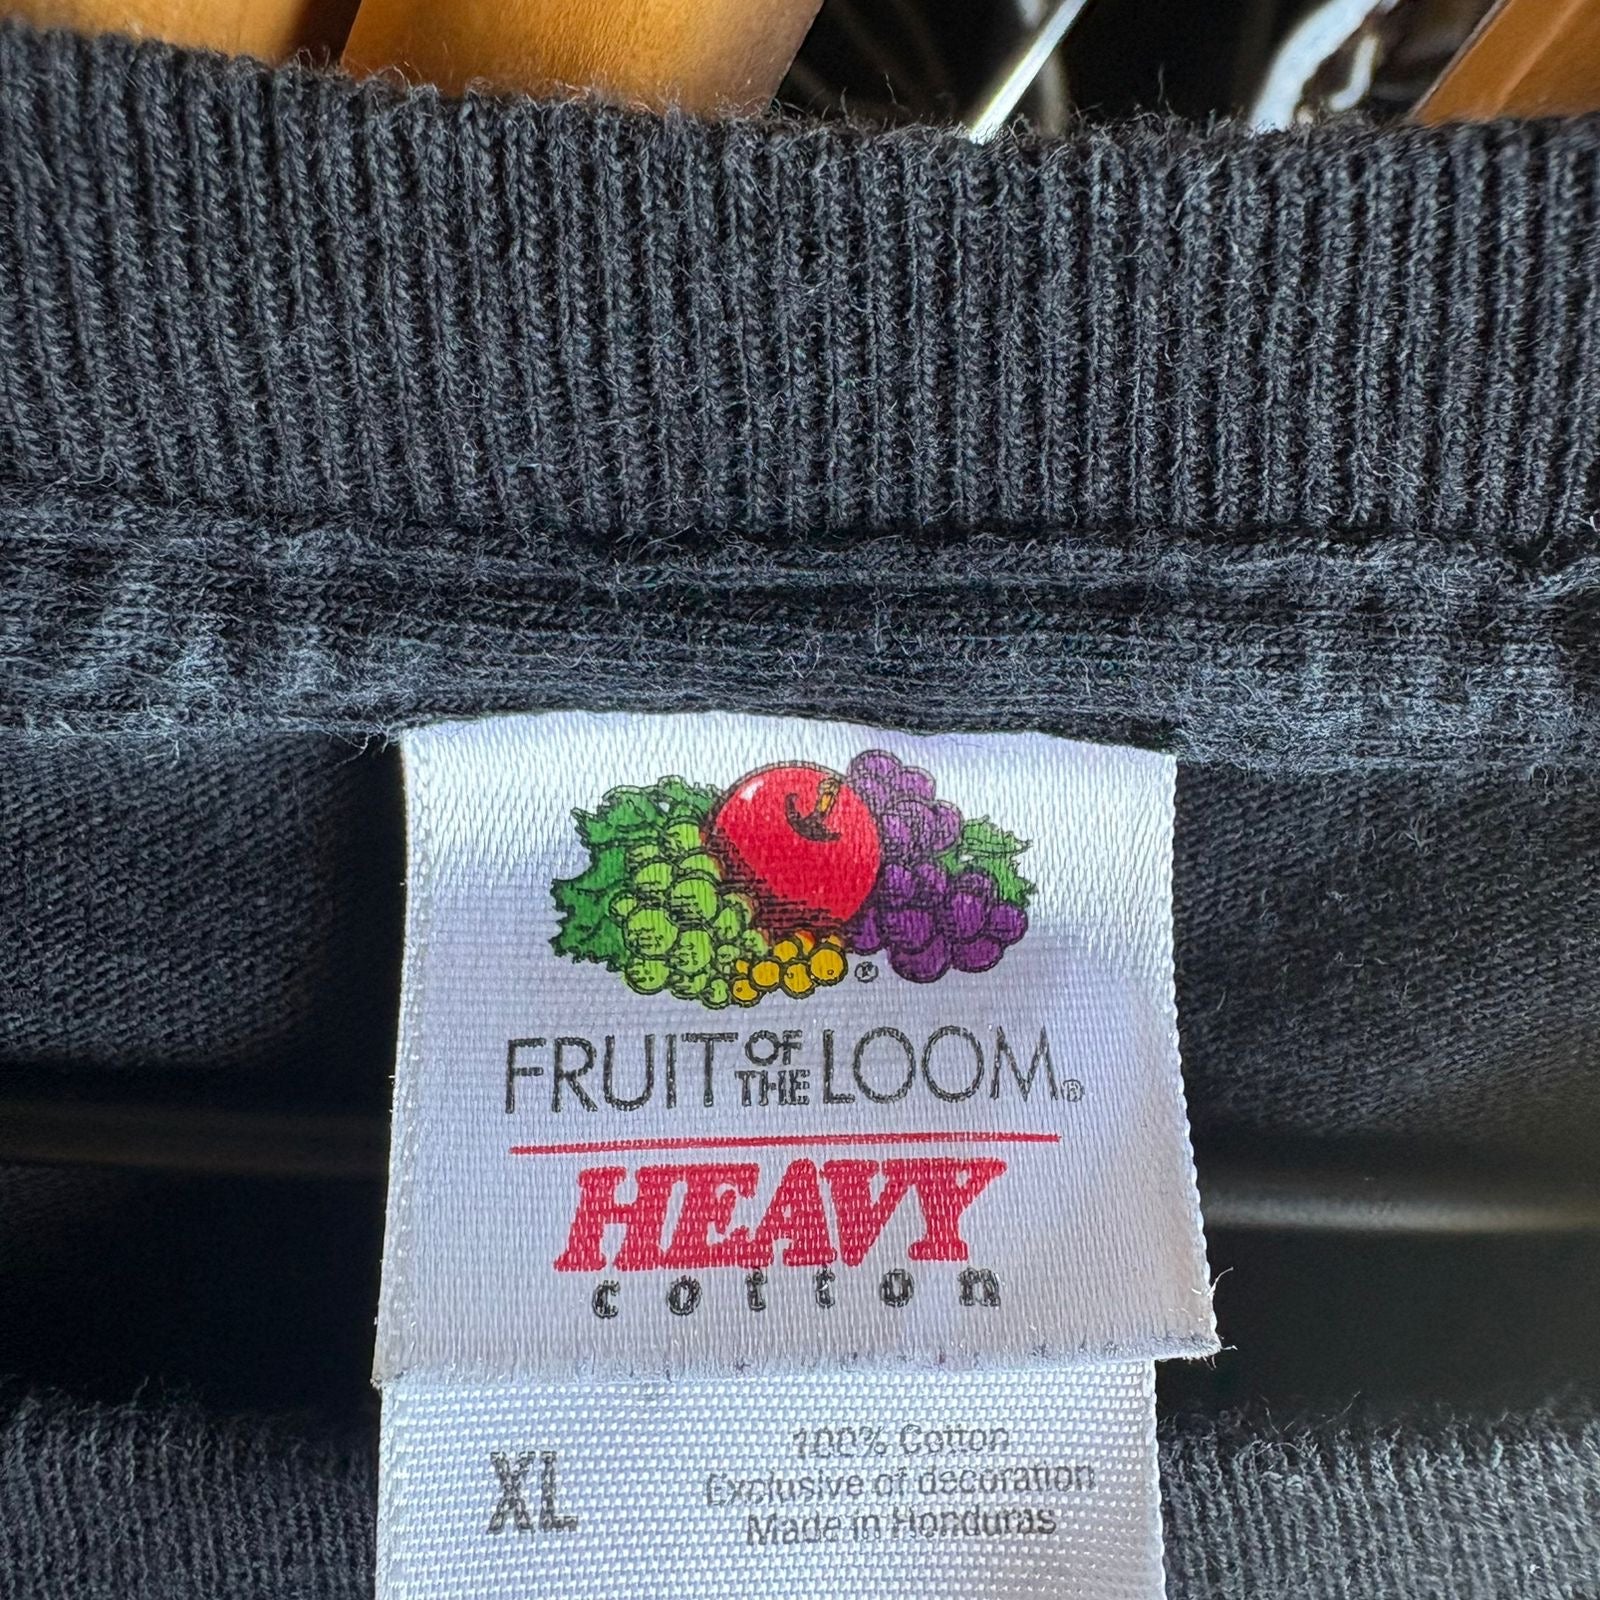 ®
FRUIT OF THE LOOM®
HEAVY
cotton
XL
100% Cotton
Exclusive of decoration
Made in Honduras